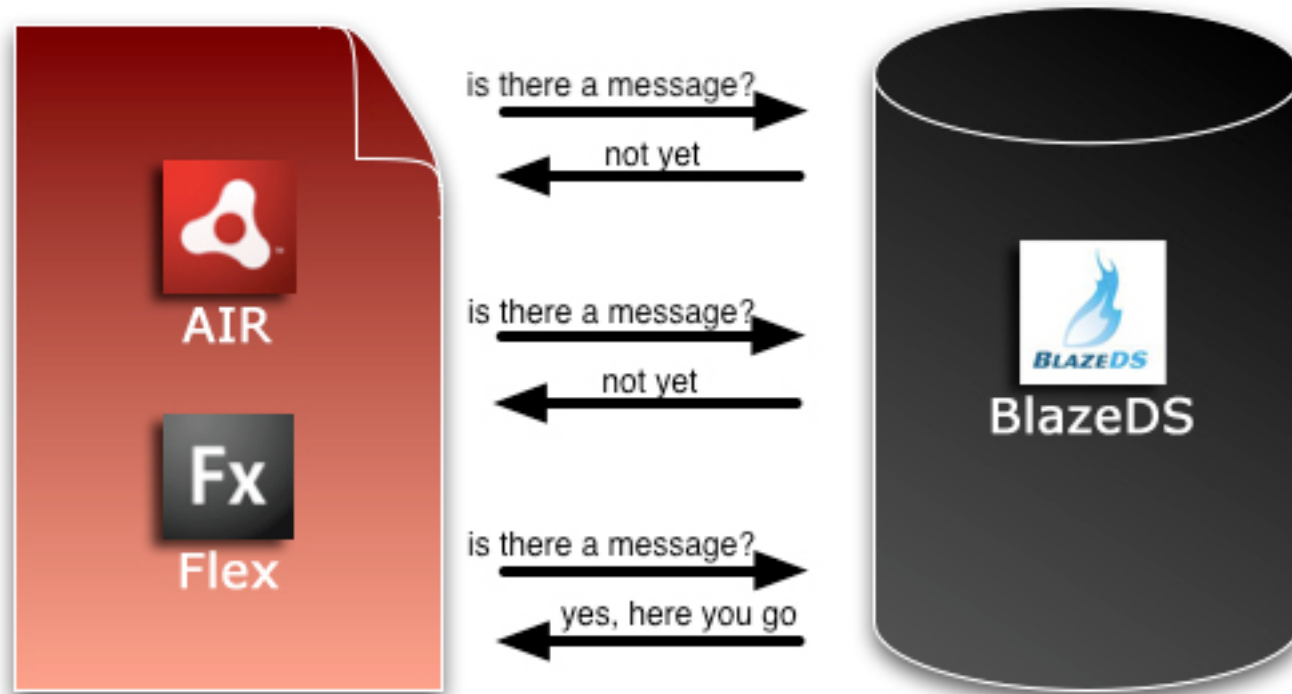 AIR
Fx
Flex
is there a message?
not yet
is there a message?
not yet
is there a message?
yes, here you go
BLAZEDS
BlazeDS